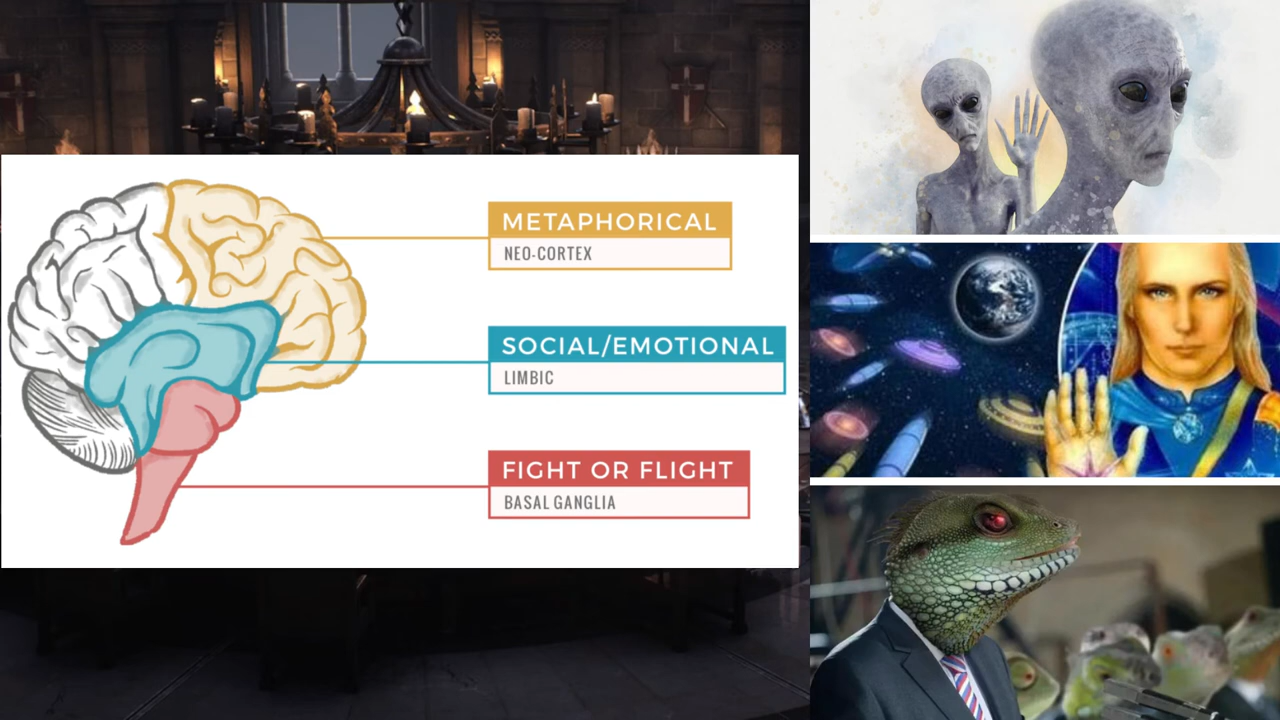 METAPHORICAL
NEO-CORTEX
SOCIAL/EMOTIONAL
LIMBIC
FIGHT OR FLIGHT
BASAL GANGLIA